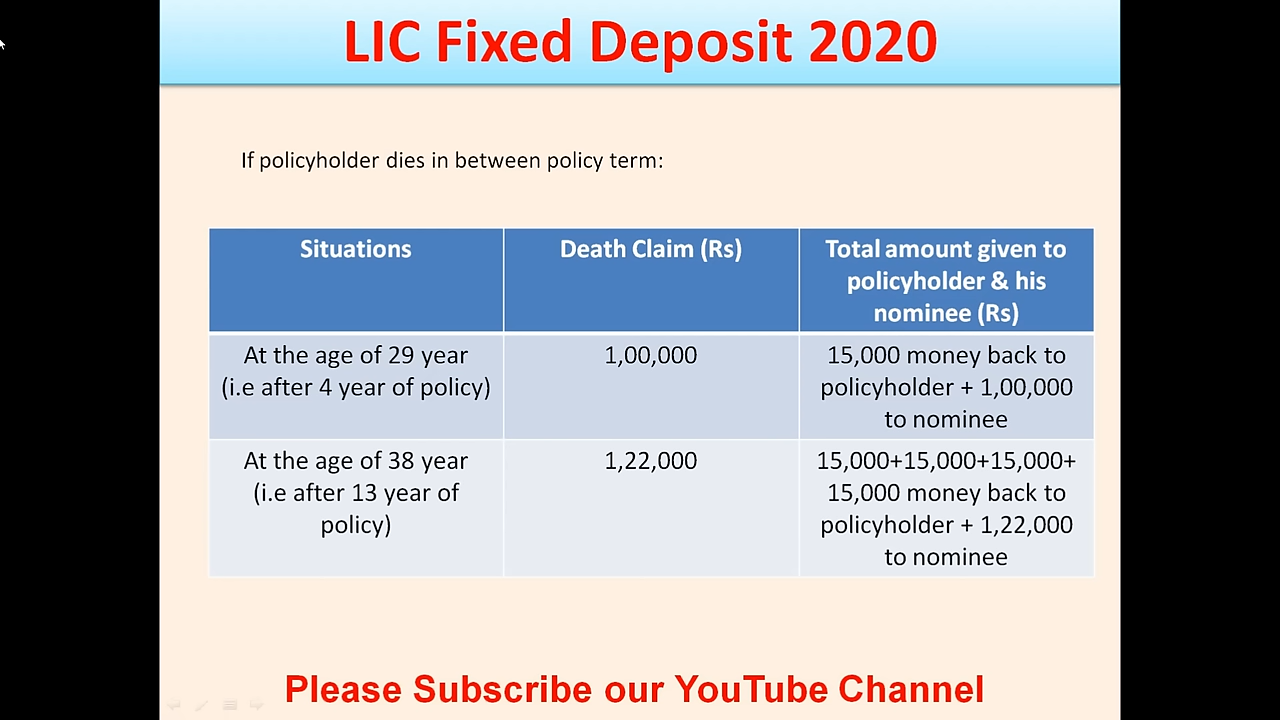 LIC Fixed Deposit 2020
If policyholder dies in between policy term:
Situations
Death Claim (Rs)
Total amount given to
policyholder & his
nominee (Rs)
At the age of 29 year
(i.e after 4 year of policy)
1,00,000
15,000 money back to
policyholder + 1,00,000
to nominee
At the age of 38 year
(i.e after 13 year of
policy)
1,22,000
15,000+15,000+15,000+
15,000 money back to
policyholder + 1,22,000
to nominee
Please Subscribe our YouTube Channel